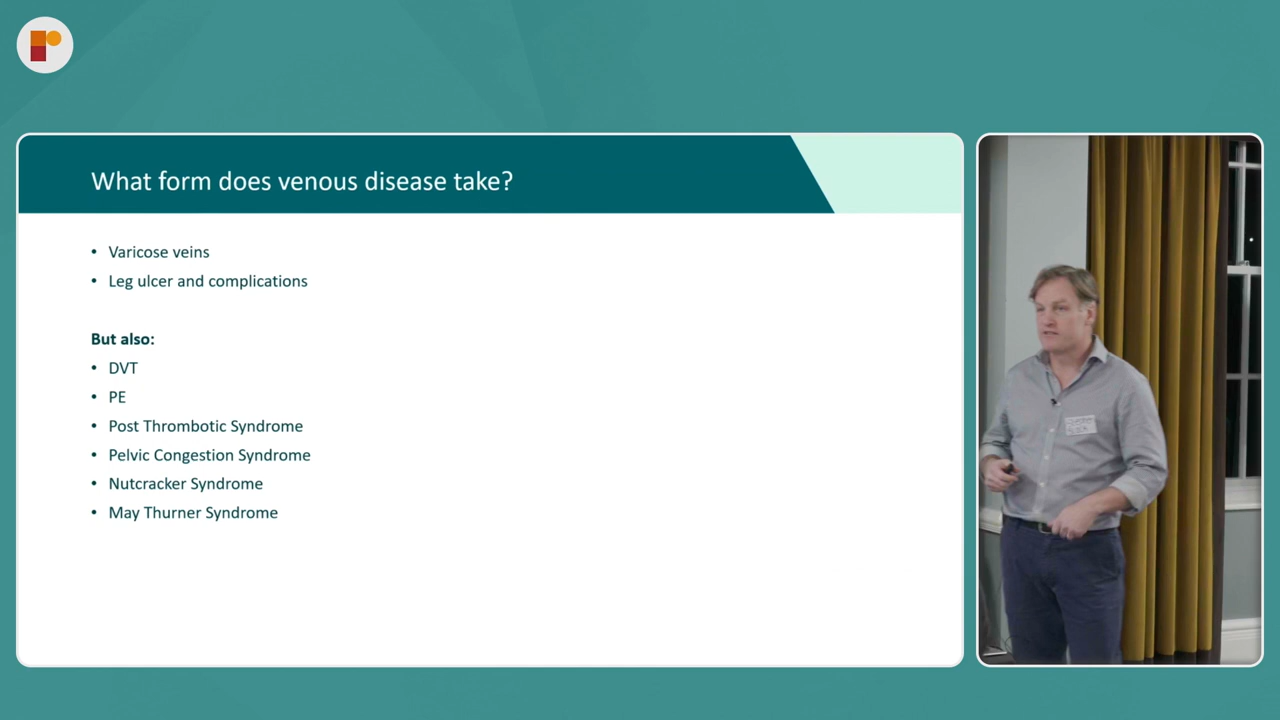 What form does venous disease take?
• Varicose veins
• Leg ulcer and complications
But also:
• DVT
• PE
• Post Thrombotic Syndrome
• Pelvic Congestion Syndrome
• Nutcracker Syndrome
• May Thurner Syndrome